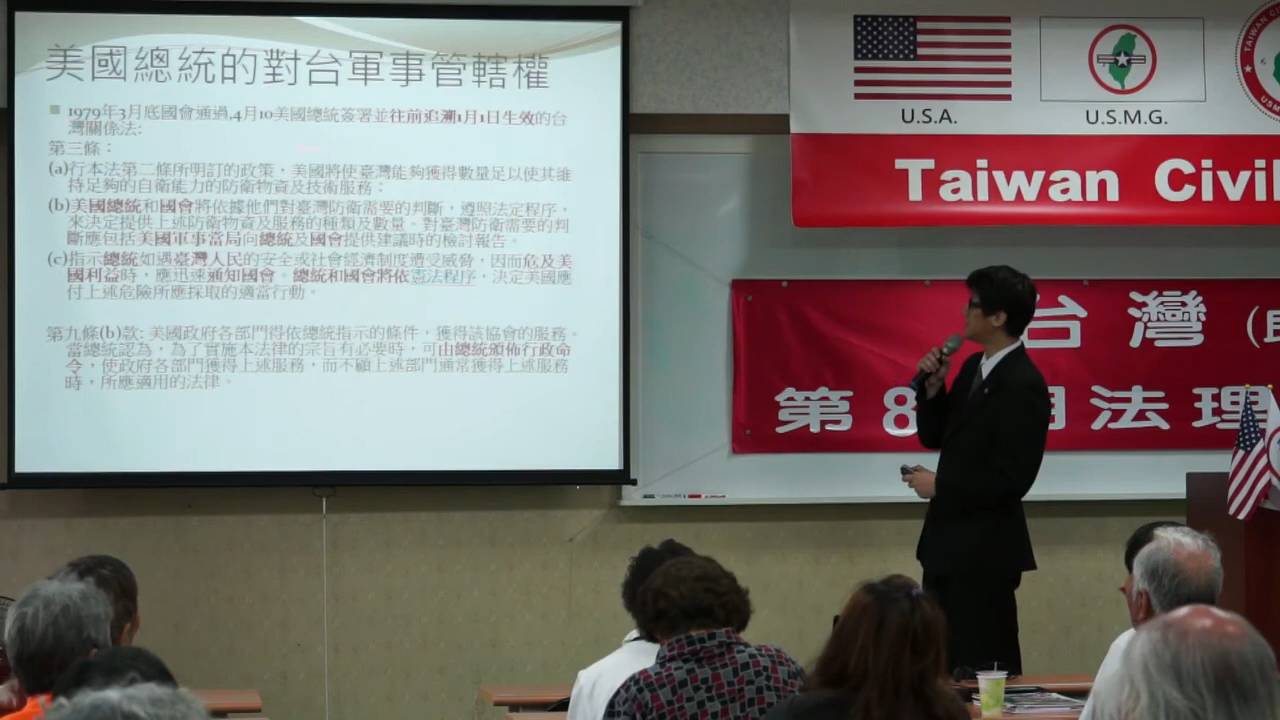 美國總統的對台軍事管轄權
1979年3月底國會通過,4月10美國總統簽署並往前追溯1月1日生效的台
灣關係法:
第三條：
(a)行本法第二條所明訂的政策，美國將使臺灣能夠獲得數量足以使其維
持足夠的自衛能力的防衛物資及技術服務；
(b)美國總統和國會將依據他們對臺灣防衛需要的判斷，遵照法定程序，
來決定提供上述防衛物資及服務的種類及數量。對臺灣防衛需要的判
斷應包括美國軍事當局向總統及國會提供建議時的檢討報告。
(c)指示總統如遇臺灣人民的安全或社會經濟制度遭受威脅，因而危及美
國利益時，應迅速通知國會。總統和國會將依憲法程序，決定美國應
付上述危險所應採取的適當行動。
第九條(b)款: 美國政府各部門得依總統指示的條件，獲得該協會的服務。
當總統認為，為了實施本法律的宗旨有必要時，可由總統頒佈行政命
令，使政府各部門獲得上述服務，而不顧上述部門通常獲得上述服務
時，所應適用的法律。
U.S.A.
U.S.M.G.
Taiwan Civil
台灣
第8 期法理